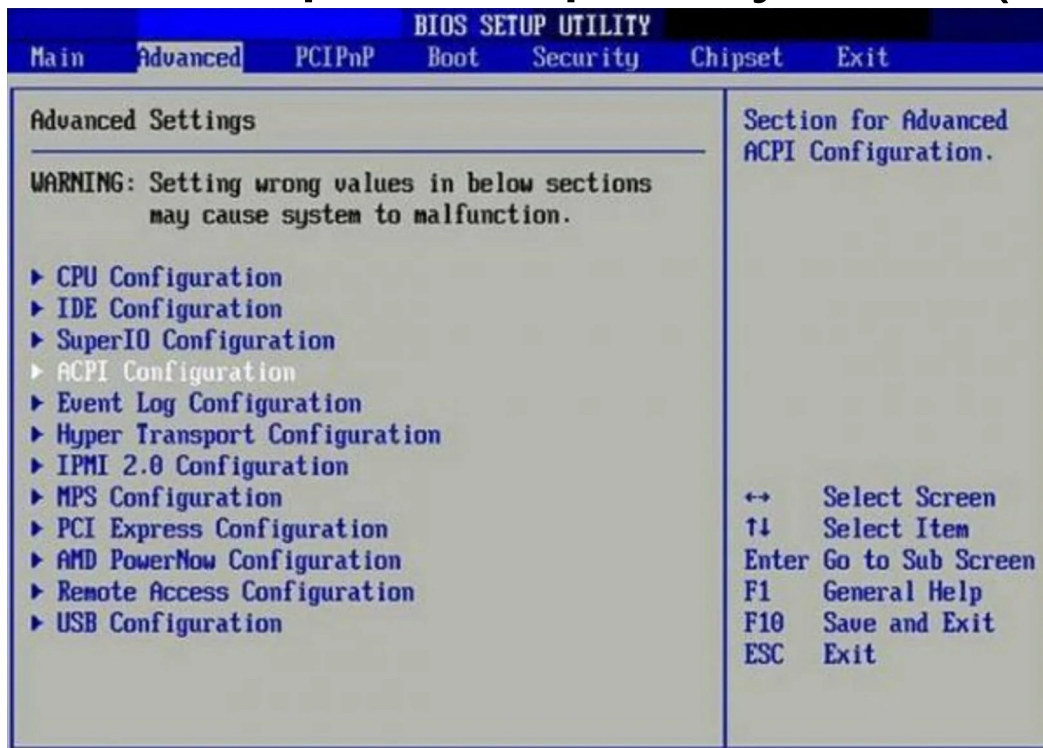 BIOS SETUP UTILITY
Main Advanced PCIPnP Boot Security Chipset Exit
Advanced Settings
WARNING: Setting wrong values in below sections
may cause system to malfunction.
▶ CPU Configuration
▶ IDE Configuration
▶ SuperIO Configuration
▶ ACPI Configuration
▶ Event Log Configuration
▶ Hyper Transport Configuration
▶ IPMI 2.0 Configuration
▶ MPS Configuration
▶ PCI Express Configuration
▶ AMD PowerNow Configuration
▶ Remote Access Configuration
▶ USB Configuration
Section for Advanced
ACPI Configuration.
↔ Select Screen
↑↓ Select Item
Enter Go to Sub Screen
F1 General Help
F10 Save and Exit
ESC Exit